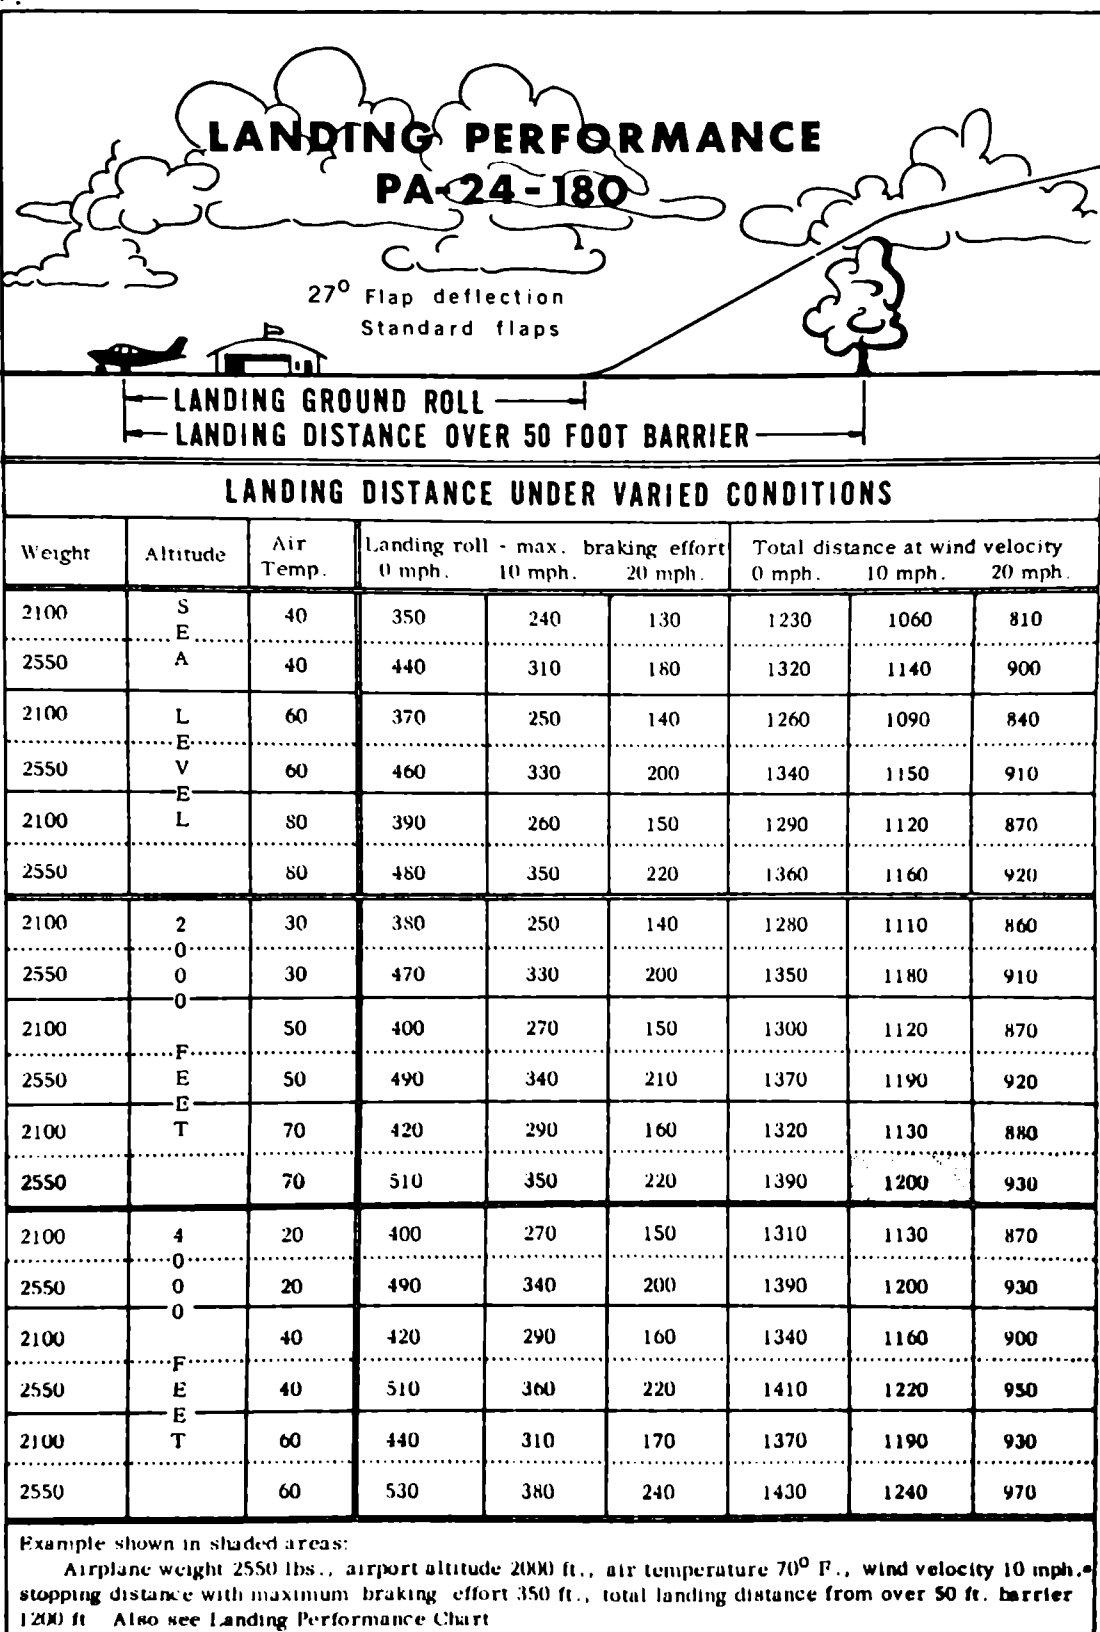 LANDING PERFORMANCE
PA-24-180
27° Flap deflection
Standard flaps
LANDING GROUND ROLL
LANDING DISTANCE OVER 50 FOOT BARRIER
LANDING DISTANCE UNDER VARIED CONDITIONS
Weight Altitude Air Temp. Landing roll - max. braking effort Total distance at wind velocity
0 mph. 10 mph. 20 mph. 0 mph. 10 mph. 20 mph.
SEA LEVEL
2100 40 350 240 130 1230 1060 810
2550 40 440 310 180 1320 1140 900
2100 60 370 250 140 1260 1090 840
2550 60 460 330 200 1340 1150 910
2100 80 390 260 150 1290 1120 870
2550 80 480 350 220 1360 1160 920
2000 FEET
2100 30 380 250 140 1280 1110 860
2550 30 470 330 200 1350 1180 910
2100 50 400 270 150 1300 1120 870
2550 50 490 340 210 1370 1190 920
2100 70 420 290 160 1320 1130 880
2550 70 510 350 220 1390 1200 930
4000 FEET
2100 20 400 270 150 1310 1130 870
2550 20 490 340 200 1390 1200 930
2100 40 420 290 160 1340 1160 900
2550 40 510 360 220 1410 1220 950
2100 60 440 310 170 1370 1190 930
2550 60 530 380 240 1430 1240 970
Example shown in shaded areas:
Airplane weight 2550 lbs., airport altitude 2000 ft., air temperature 70° F., wind velocity 10 mph.
stopping distance with maximum braking effort 350 ft., total landing distance from over 50 ft. barrier
1200 ft Also see Landing Performance Chart